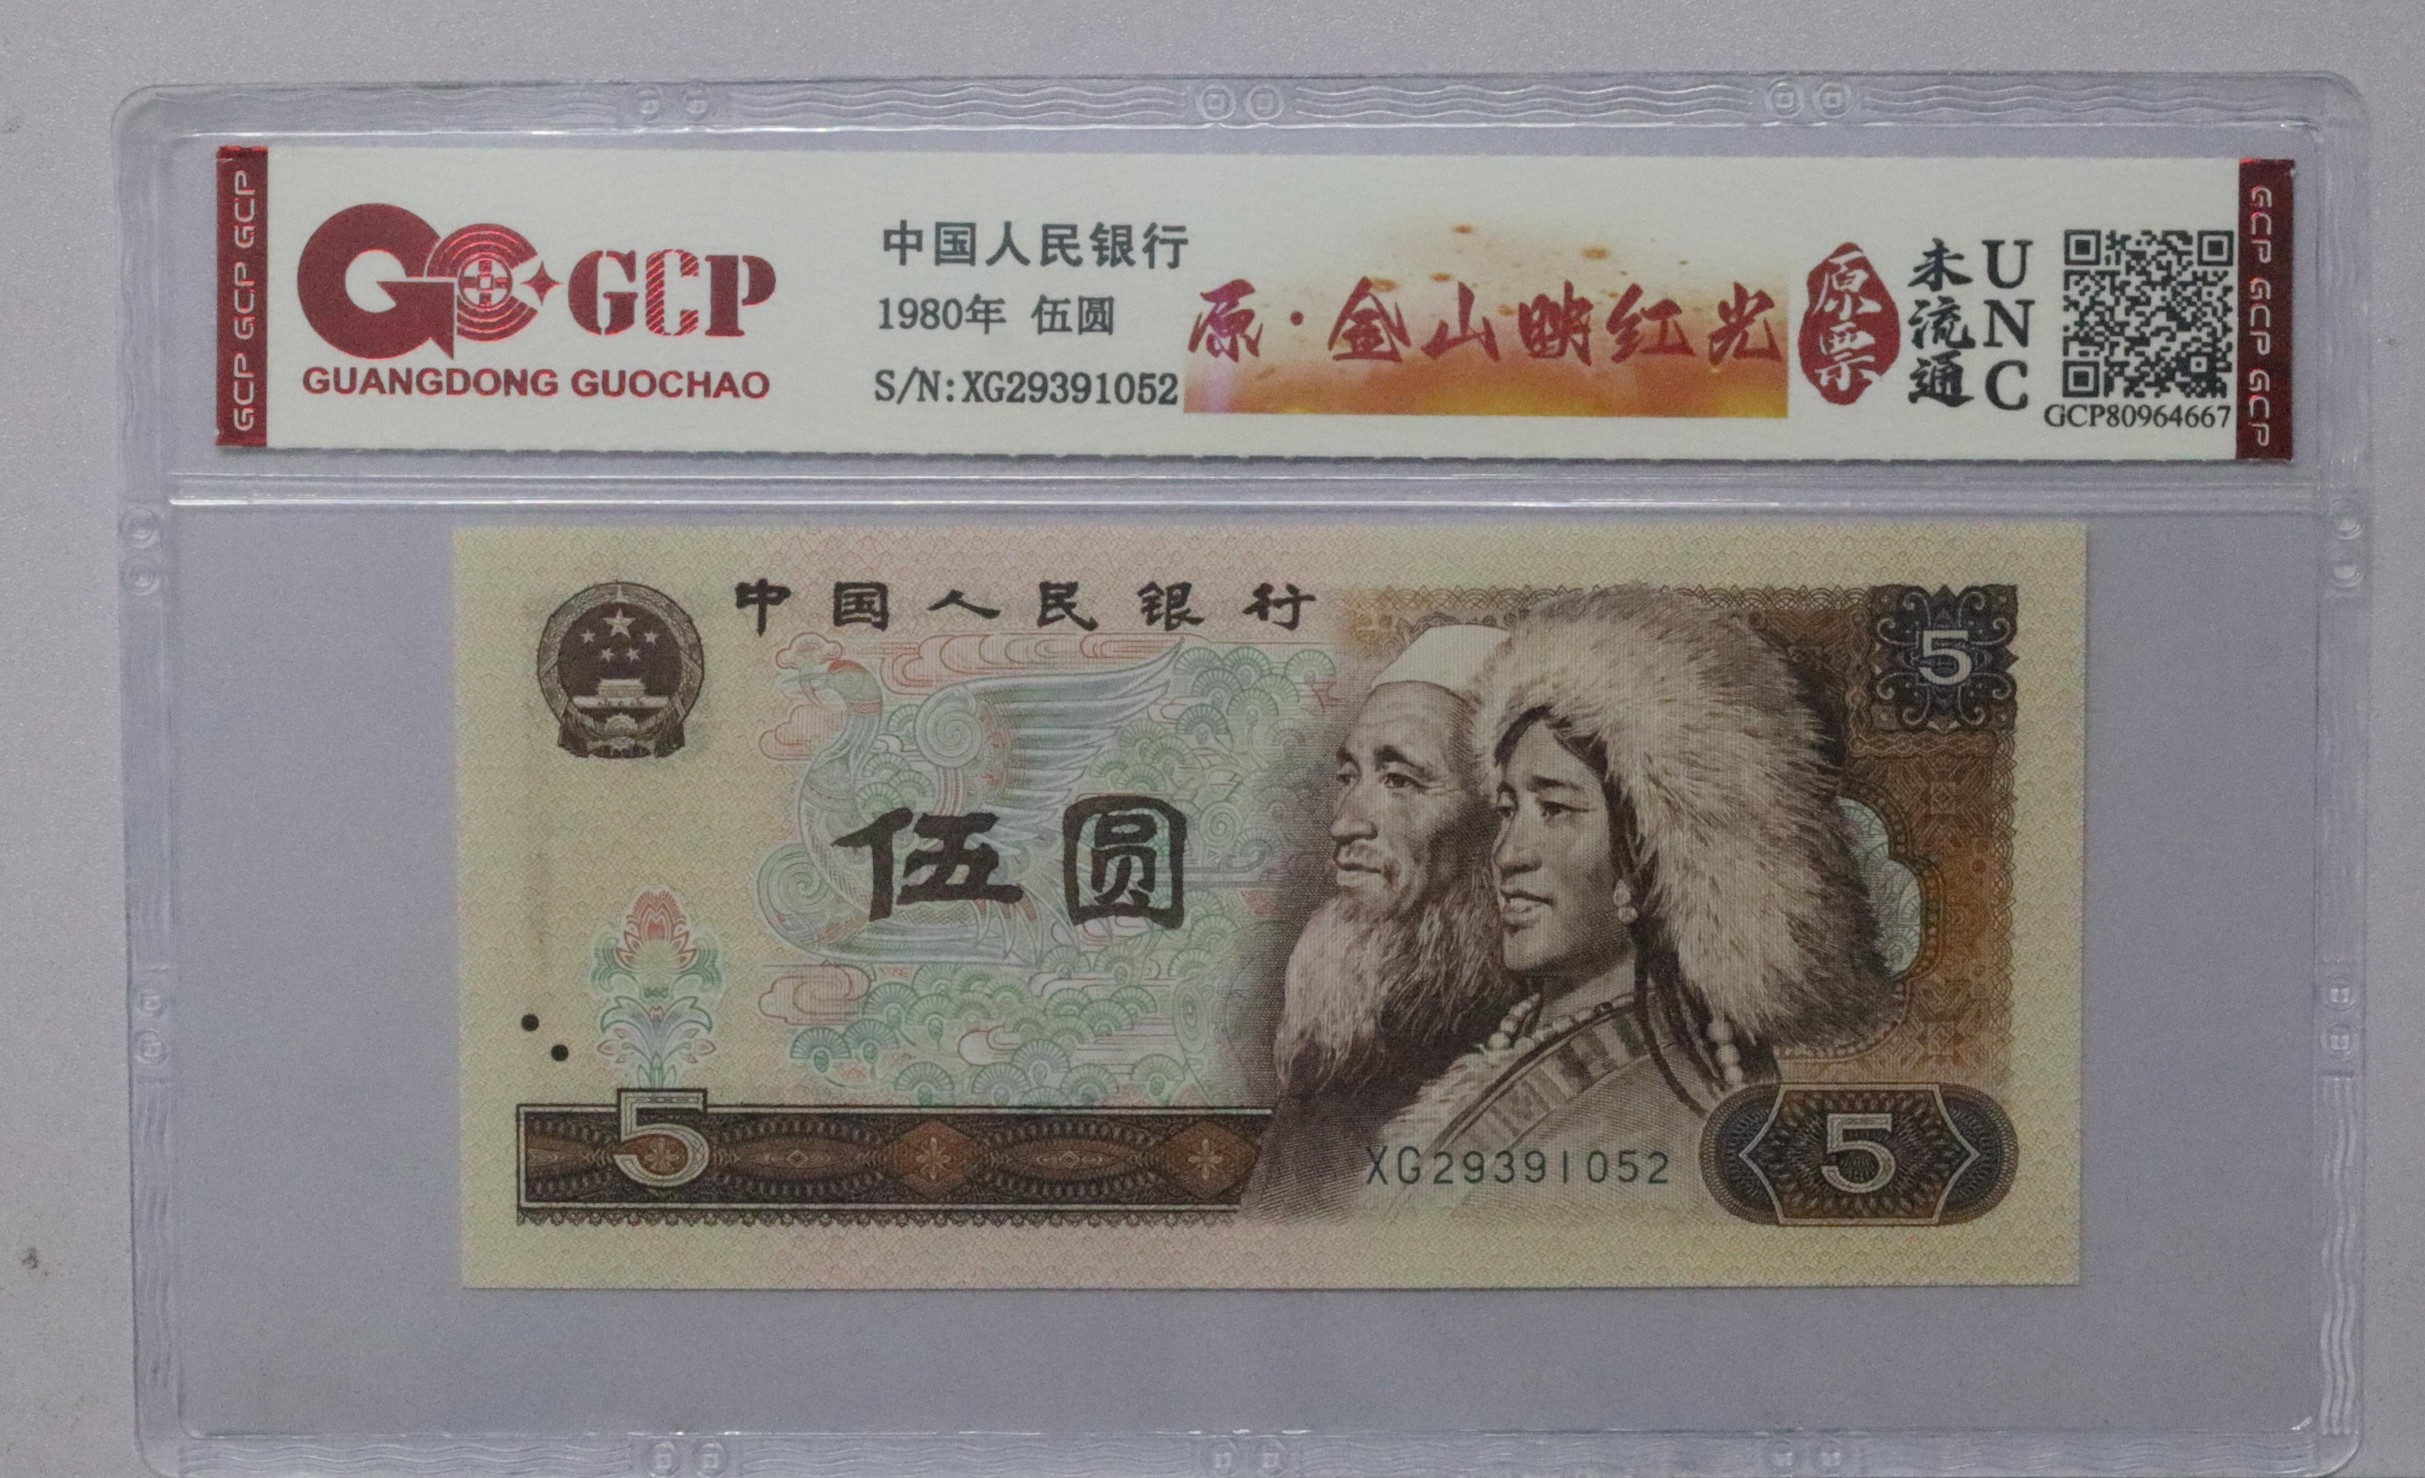 GCP GCP GCP
GCP
GUANGDONG GUOCHAO
中国人民银行
1980年 伍圆
S/N:XG29391052
原·金山映红光
原票
未流通
UNC
GCP80964667
GCP GCP GCP
中国人民银行
5
伍圆
5
XG29391052
5